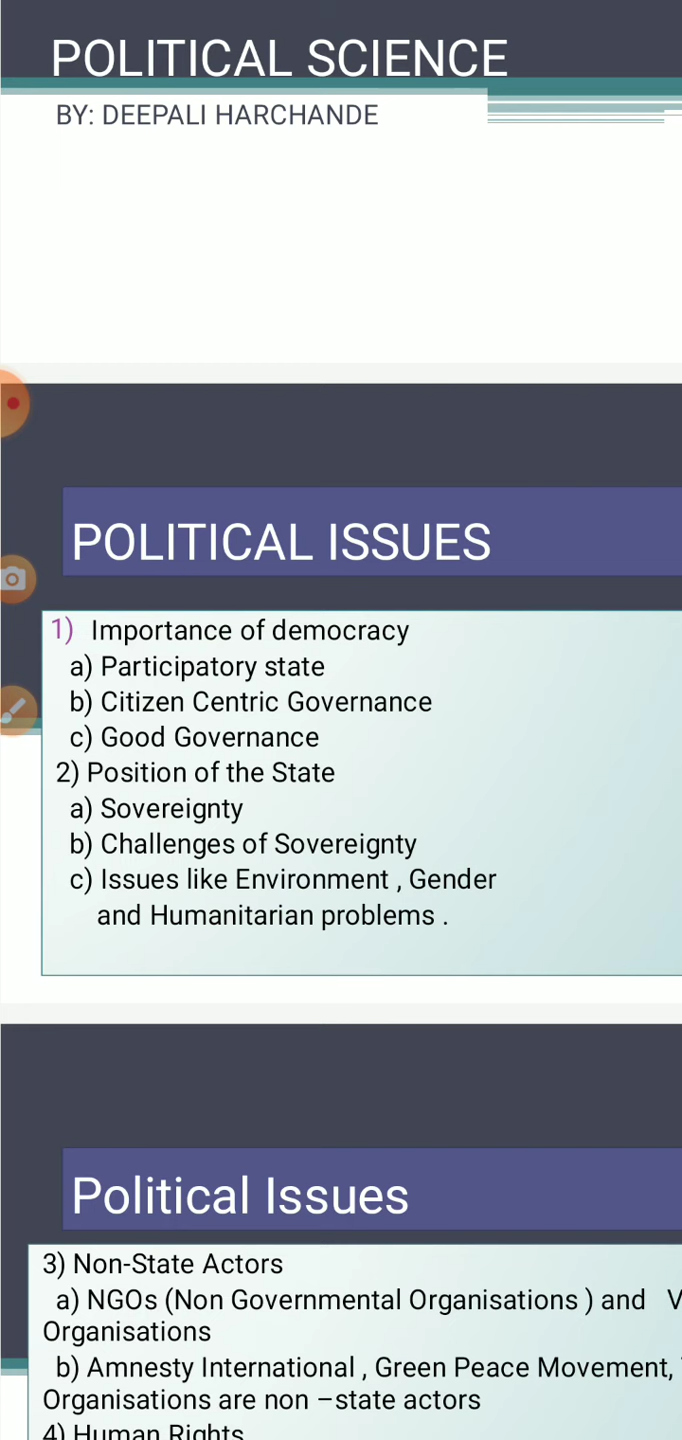 POLITICAL SCIENCE
BY: DEEPALI HARCHANDE
POLITICAL ISSUES
1) Importance of democracy
a) Participatory state
b) Citizen Centric Governance
c) Good Governance
2) Position of the State
a) Sovereignty
b) Challenges of Sovereignty
c) Issues like Environment , Gender
and Humanitarian problems .
Political Issues
3) Non-State Actors
a) NGOs (Non Governmental Organisations ) and
Organisations
b) Amnesty International , Green Peace Movement,
Organisations are non –state actors
4) Human Rights